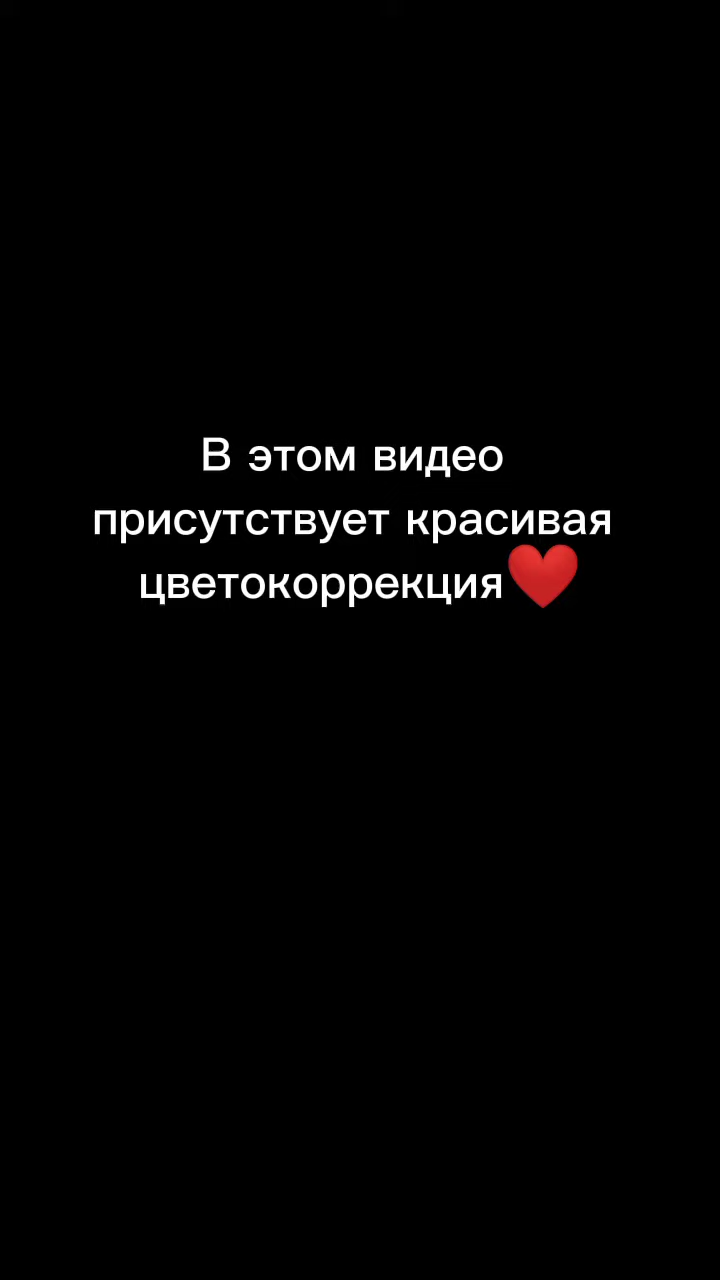 В этом видео
присутствует красивая
цветокоррекция❤️